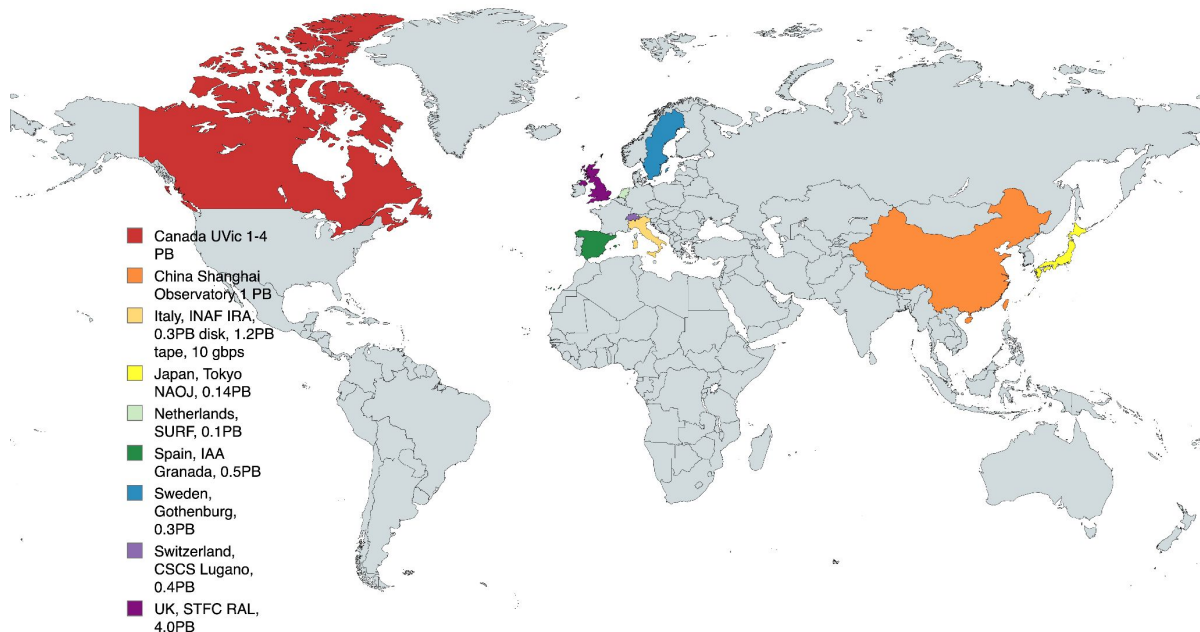 Canada UVic 1-4
PB
China Shanghai
Observatory 1 PB
Italy, INAF IRA,
0.3PB disk, 1.2PB
tape, 10 gbps
Japan, Tokyo
NAOJ, 0.14PB
Netherlands,
SURF, 0.1PB
Spain, IAA
Granada, 0.5PB
Sweden,
Gothenburg,
0.3PB
Switzerland,
CSCS Lugano,
0.4PB
UK, STFC RAL,
4.0PB